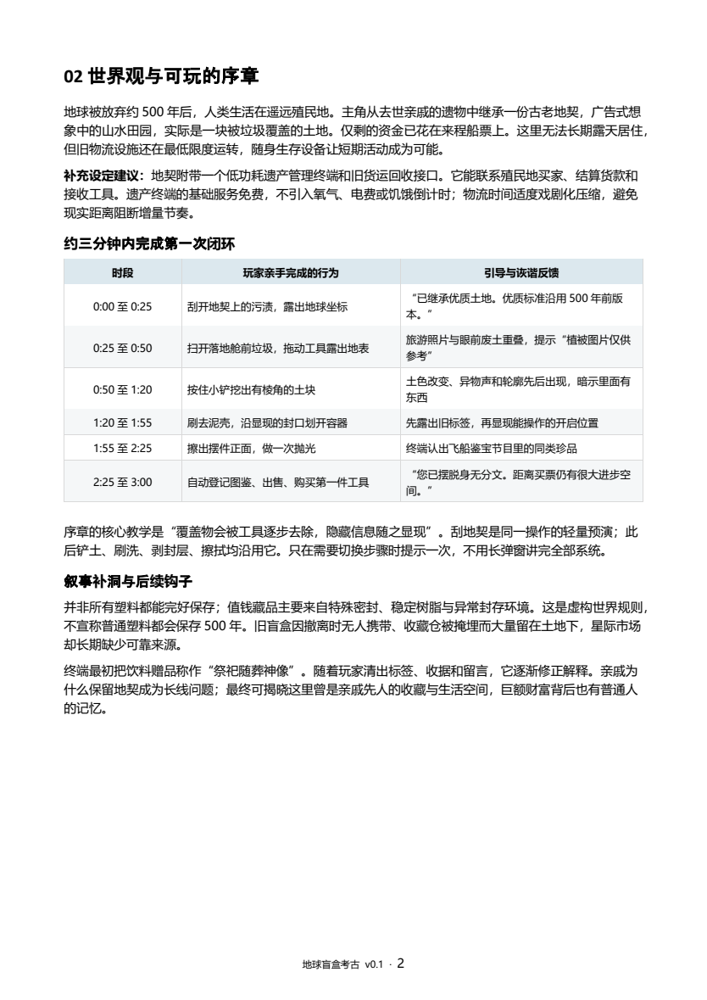 02 世界观与可玩的序章
地球被放弃约 500 年后，人类生活在遥远殖民地。主角从去世亲戚的遗物中继承一份古老地契，广告式想
象中的山水田园，实际是一块被垃圾覆盖的土地。仅剩的资金已花在来程船票上。这里无法长期露天居住，
但旧物流设施还在最低限度运转，随身生存设备让短期活动成为可能。
补充设定建议：地契附带一个低功耗遗产管理终端和旧货运回收接口。它能联系殖民地买家、结算货款和
接收工具。遗产终端的基础服务免费，不引入氧气、电费或饥饿倒计时；物流时间适度戏剧化压缩，避免
现实距离阻断增量节奏。
约三分钟内完成第一次闭环
时段 玩家亲手完成的行为 引导与诙谐反馈
0:00 至 0:25 刮开地契上的污渍，露出地球坐标 “已继承优质土地。优质标准沿用 500 年前版
本。”
0:25 至 0:50 扫开落地舱前垃圾，拖动工具露出地表 旅游照片与眼前废土重叠，提示“植被图片仅供
参考”
0:50 至 1:20 按住小铲挖出有棱角的土块 土色改变、异物声和轮廓先后出现，暗示里面有
东西
1:20 至 1:55 刷去泥壳，沿显现的封口划开容器 先露出旧标签，再显现能操作的开启位置
1:55 至 2:25 擦出摆件正面，做一次抛光 终端认出飞船鉴宝节目里的同类珍品
2:25 至 3:00 自动登记图鉴、出售、购买第一件工具 “您已摆脱身无分文。距离买票仍有很大进步空
间。”
序章的核心教学是“覆盖物会被工具逐步去除，隐藏信息随之显现”。刮地契是同一操作的轻量预演；此
后铲土、刷洗、剥封层、擦拭均沿用它。只在需要切换步骤时提示一次，不用长弹窗讲完全部系统。
叙事补洞与后续钩子
并非所有塑料都能完好保存；值钱藏品主要来自特殊密封、稳定树脂与异常封存环境。这是虚构世界规则，
不宣称普通塑料都会保存 500 年。旧盲盒因撤离时无人携带、收藏仓被掩埋而大量留在土地下，星际市场
却长期缺少可靠来源。
终端最初把饮料赠品称作“祭祀随葬神像”。随着玩家清出标签、收据和留言，它逐渐修正解释。亲戚为
什么保留地契成为长线问题；最终可揭晓这里曾是亲戚先人的收藏与生活空间，巨额财富背后也有普通人
的记忆。
地球盲盒考古 v0.1 · 2